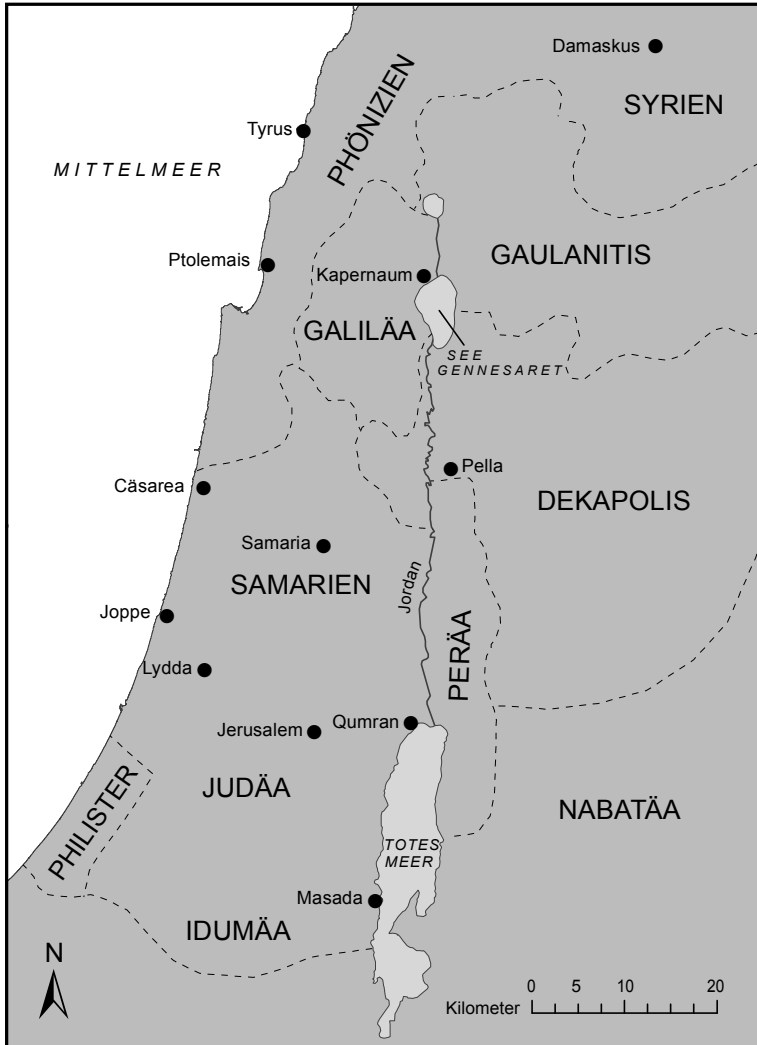 Damaskus
SYRIEN
PHÖNIZIEN
Tyrus
MITTELMEER
GAULANITIS
Ptolemais
Kapernaum
GALILÄA
SEE
GENNESARET
Pella
Cäsarea
DEKAPOLIS
Samaria
SAMARIEN
Jordan
Joppe
PERÄA
Lydda
Qumran
Jerusalem
JUDÄA
PHILISTER
NABATÄA
TOTES
MEER
Masada
IDUMÄA
N
0 5 10 20
Kilometer